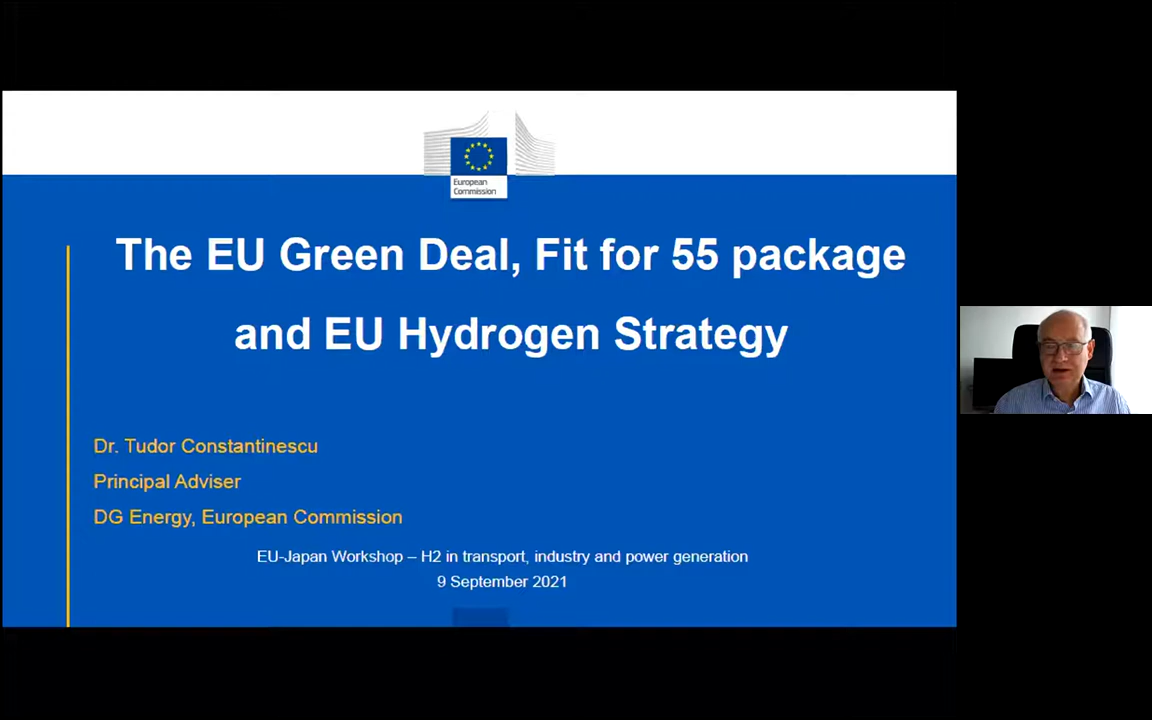 European
Commission
The EU Green Deal, Fit for 55 package
and EU Hydrogen Strategy
Dr. Tudor Constantinescu
Principal Adviser
DG Energy, European Commission
EU-Japan Workshop – H2 in transport, industry and power generation
9 September 2021